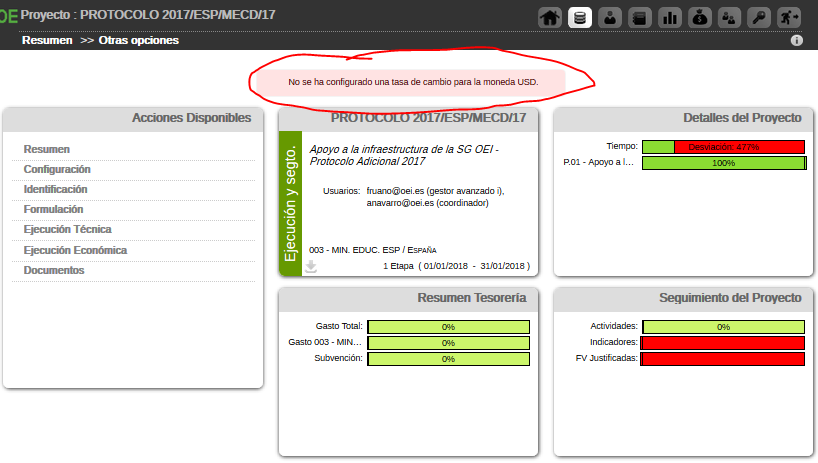 OE Proyecto : PROTOCOLO 2017/ESP/MECD/17
Resumen >> Otras opciones
No se ha configurado una tasa de cambio para la moneda USD.
Acciones Disponibles
Resumen
Configuración
Identificación
Formulación
Ejecución Técnica
Ejecución Económica
Documentos
PROTOCOLO 2017/ESP/MECD/17
Ejecución y segto.
Apoyo a la infraestructura de la SG OEI -
Protocolo Adicional 2017
Usuarios: fruano@oei.es (gestor avanzado i),
anavarro@oei.es (coordinador)
003 - MIN. EDUC. ESP / ESPAÑA
1 Etapa ( 01/01/2018 - 31/01/2018 )
Detalles del Proyecto
Tiempo: Desviación: 477%
P.01 - Apoyo a l... 100%
Resumen Tesorería
Gasto Total: 0%
Gasto 003 - MIN... 0%
Subvención: 0%
Seguimiento del Proyecto
Actividades: 0%
Indicadores:
FV Justificadas: